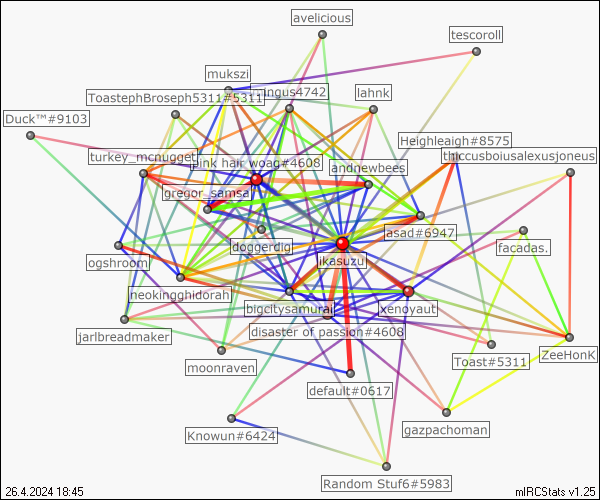 avelicious
tescoroll
mukszi
mingus4742
lahnk
ToastephBroseph5311#5311
Duck™#9103
Heighleigh#8575
turkey_mcnugget
pink hair woag#4608
andnewbees
thiccusboiusalexusjoneus
gregor_samsa
asad#6947
doggerdig
facadas.
ogshroom
ikasuzu
neokingghidorah
bigcitysamurai
xenoyaut
disaster of passion#4608
jarlbreadmaker
moonraven
Toast#5311
ZeeHonK
default#0617
Knowun#6424
gazpachoman
Random Stuf6#5983
26.4.2024 18:45
mIRCStats v1.25